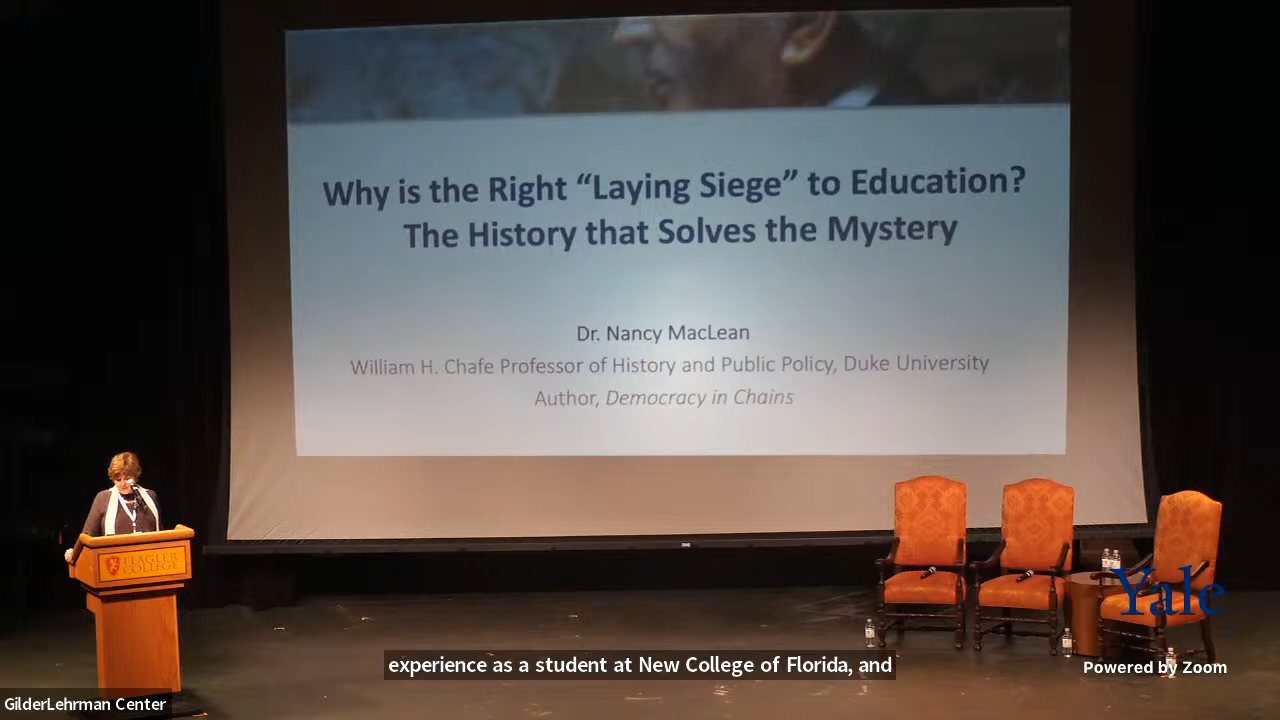 Why is the Right “Laying Siege” to Education?
The History that Solves the Mystery
Dr. Nancy MacLean
William H. Chafe Professor of History and Public Policy, Duke University
Author, Democracy in Chains
FLAGLER
COLLEGE
Yale
experience as a student at New College of Florida, and
Powered by Zoom
GilderLehrman Center